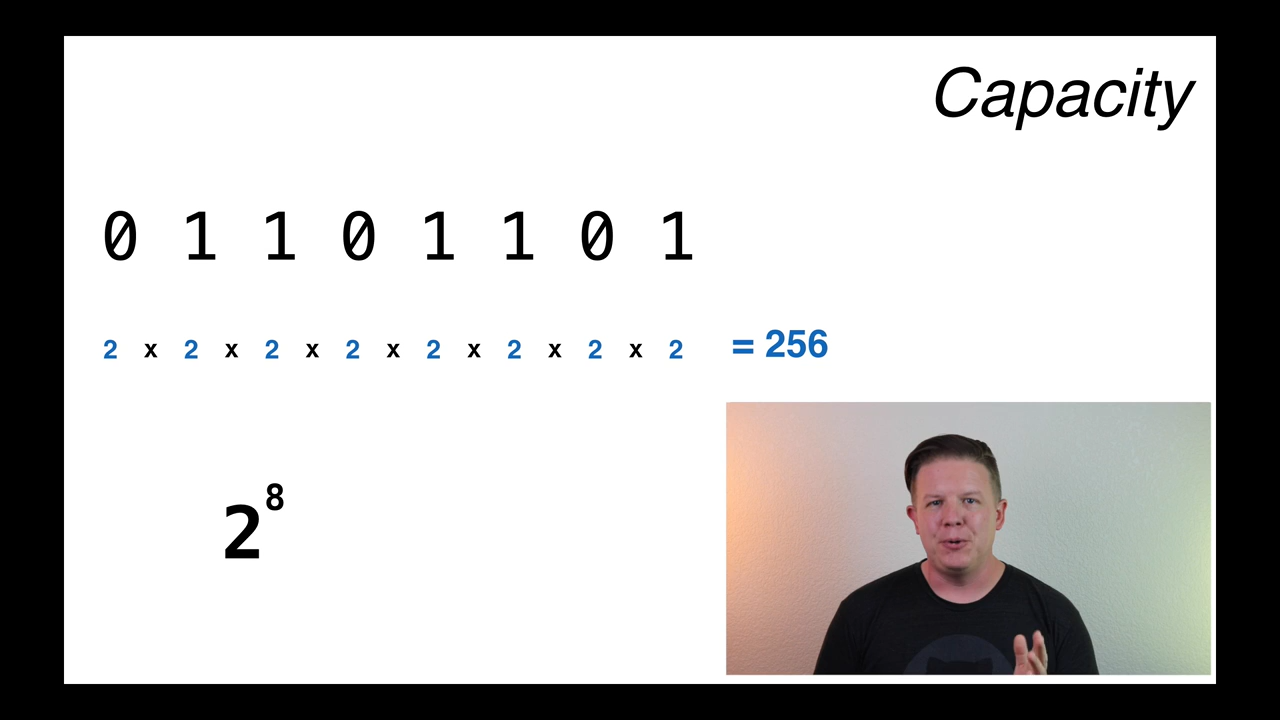 Capacity
0 1 1 0 1 1 0 1
2 x 2 x 2 x 2 x 2 x 2 x 2 x 2 = 256
2⁸